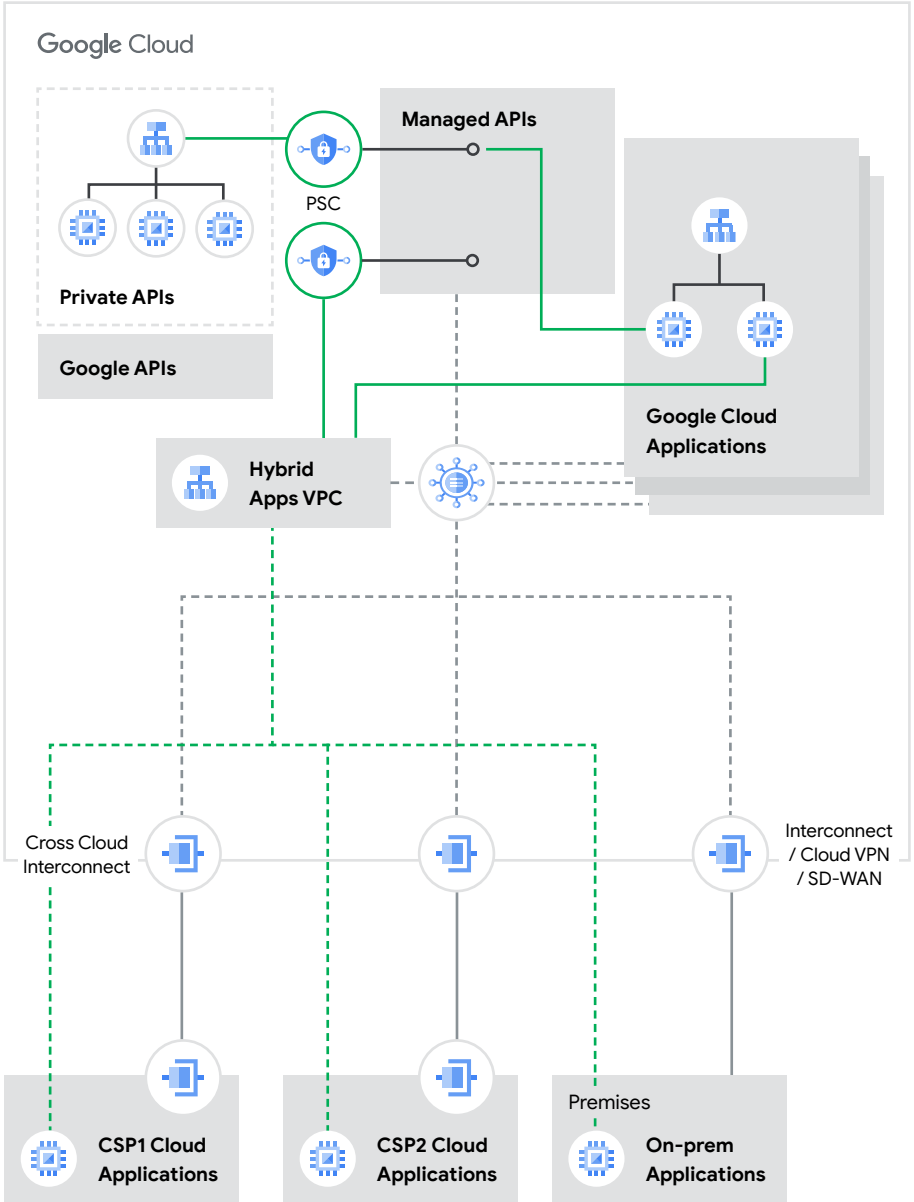 Google Cloud
Managed APIs
PSC
Private APIs
Google APIs
Google Cloud
Applications
Hybrid
Apps VPC
Cross Cloud
Interconnect
Interconnect
/ Cloud VPN
/ SD-WAN
CSP1 Cloud
Applications
CSP2 Cloud
Applications
Premises
On-prem
Applications